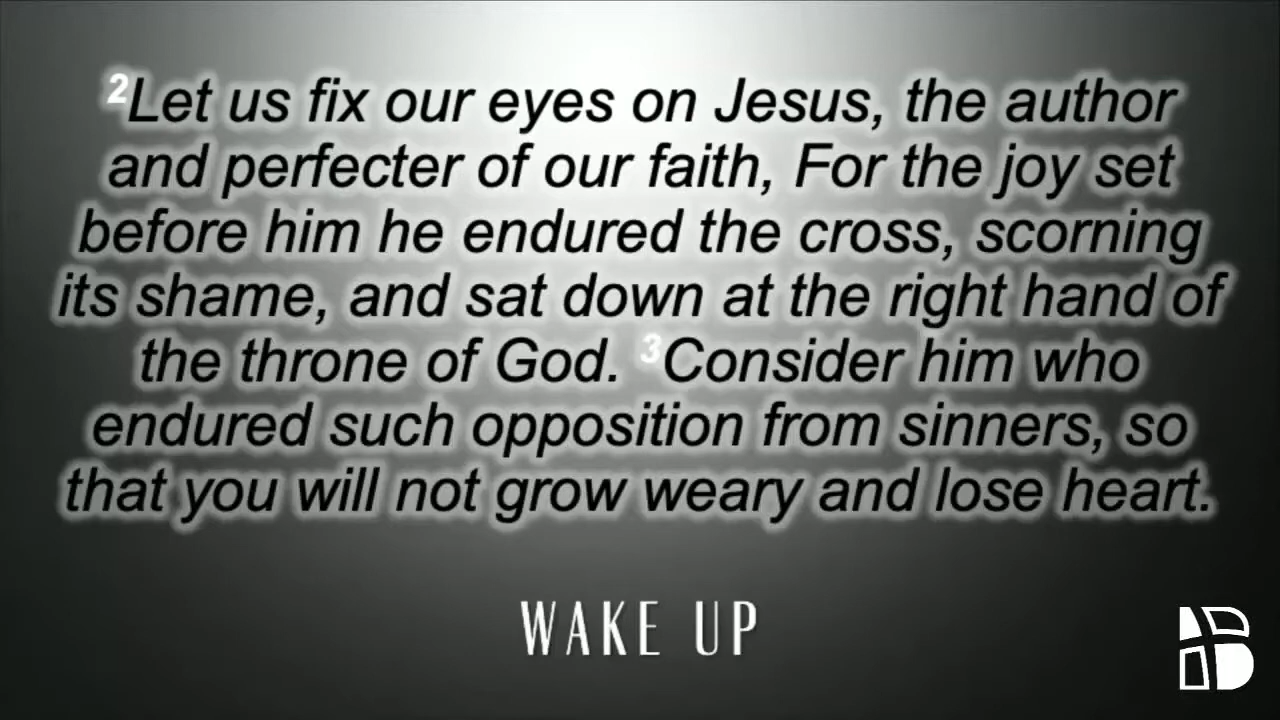 ²Let us fix our eyes on Jesus, the author
and perfecter of our faith, For the joy set
before him he endured the cross, scorning
its shame, and sat down at the right hand of
the throne of God. ³Consider him who
endured such opposition from sinners, so
that you will not grow weary and lose heart.
WAKE UP